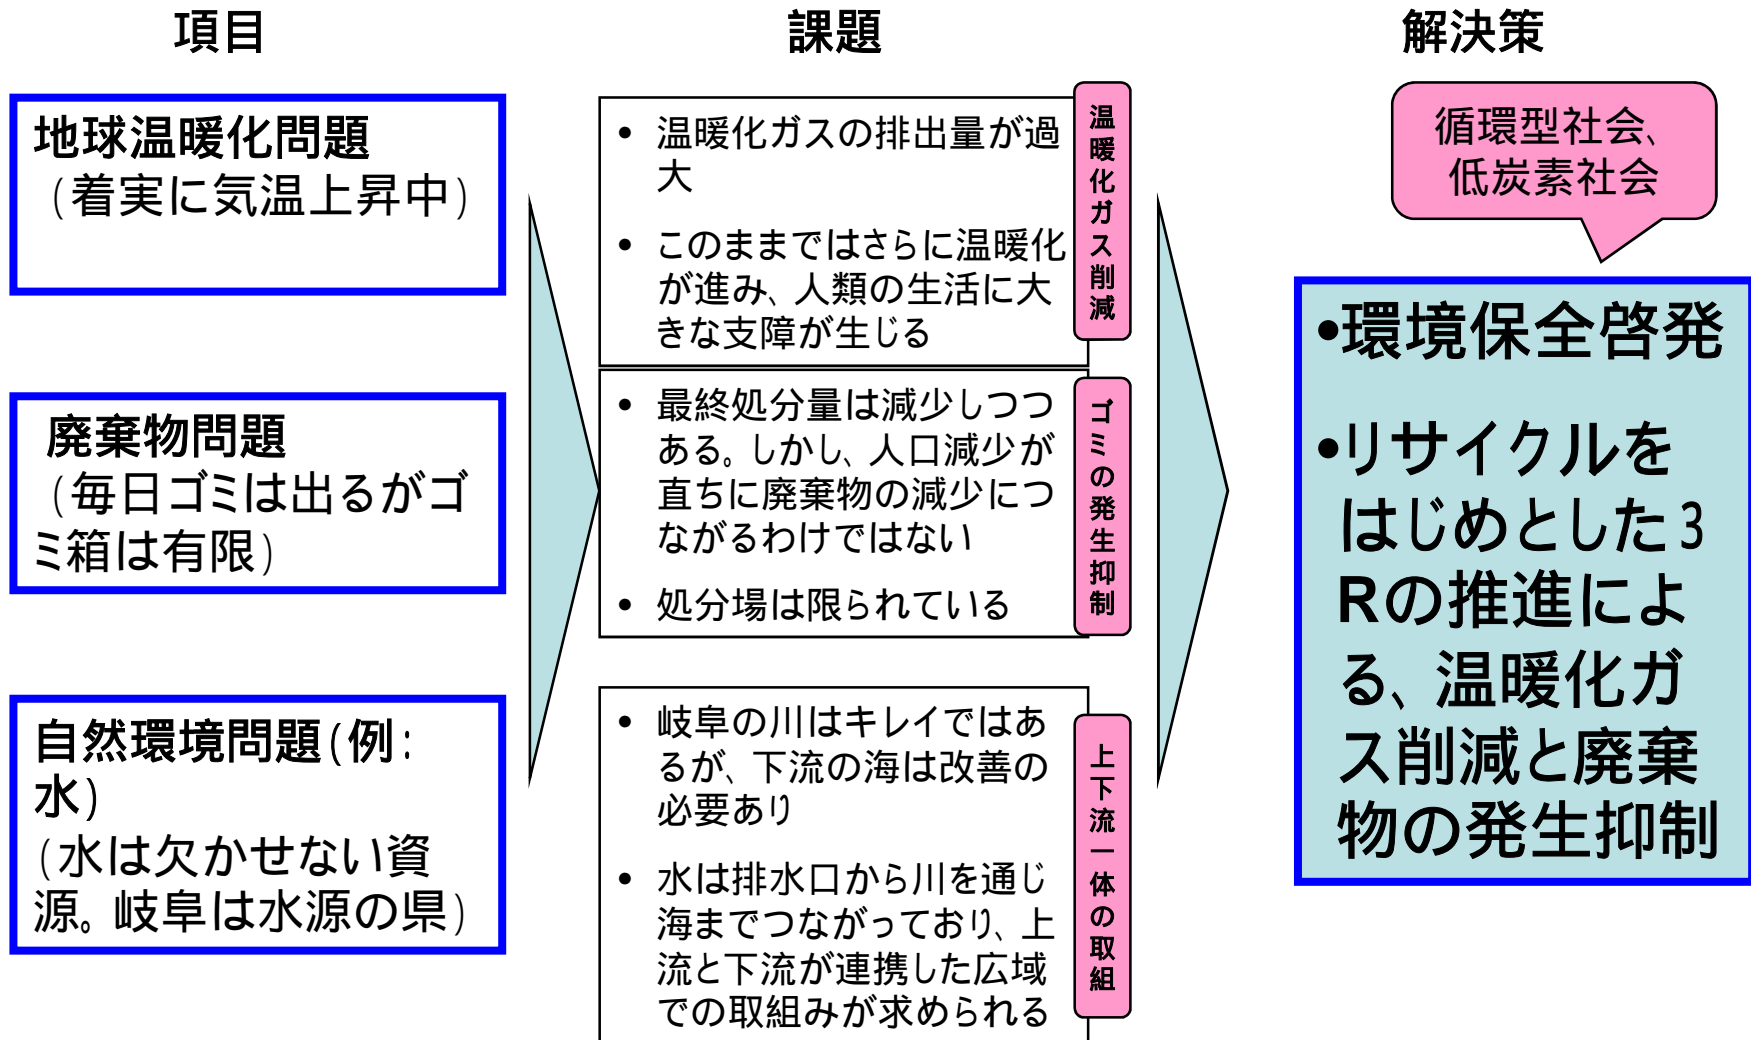 項目
課題
解決策
地球温暖化問題
（着実に気温上昇中）
廃棄物問題
（毎日ゴミは出るがゴ
ミ箱は有限）
自然環境問題(例：
水)
（水は欠かせない資
源。岐阜は水源の県）
• 温暖化ガスの排出量が過
大
• このままではさらに温暖化
が進み、人類の生活に大
きな支障が生じる
温暖化ガス削減
• 最終処分量は減少しつつ
ある。しかし、人口減少が
直ちに廃棄物の減少につ
ながるわけではない
• 処分場は限られている
ゴミの発生抑制
• 岐阜の川はキレイではあ
るが、下流の海は改善の
必要あり
• 水は排水口から川を通じ
海までつながっており、上
流と下流が連携した広域
での取組みが求められる
上下流一体の取組
循環型社会、
低炭素社会
•環境保全啓発
•リサイクルを
はじめとした3
Rの推進によ
る、温暖化ガ
ス削減と廃棄
物の発生抑制